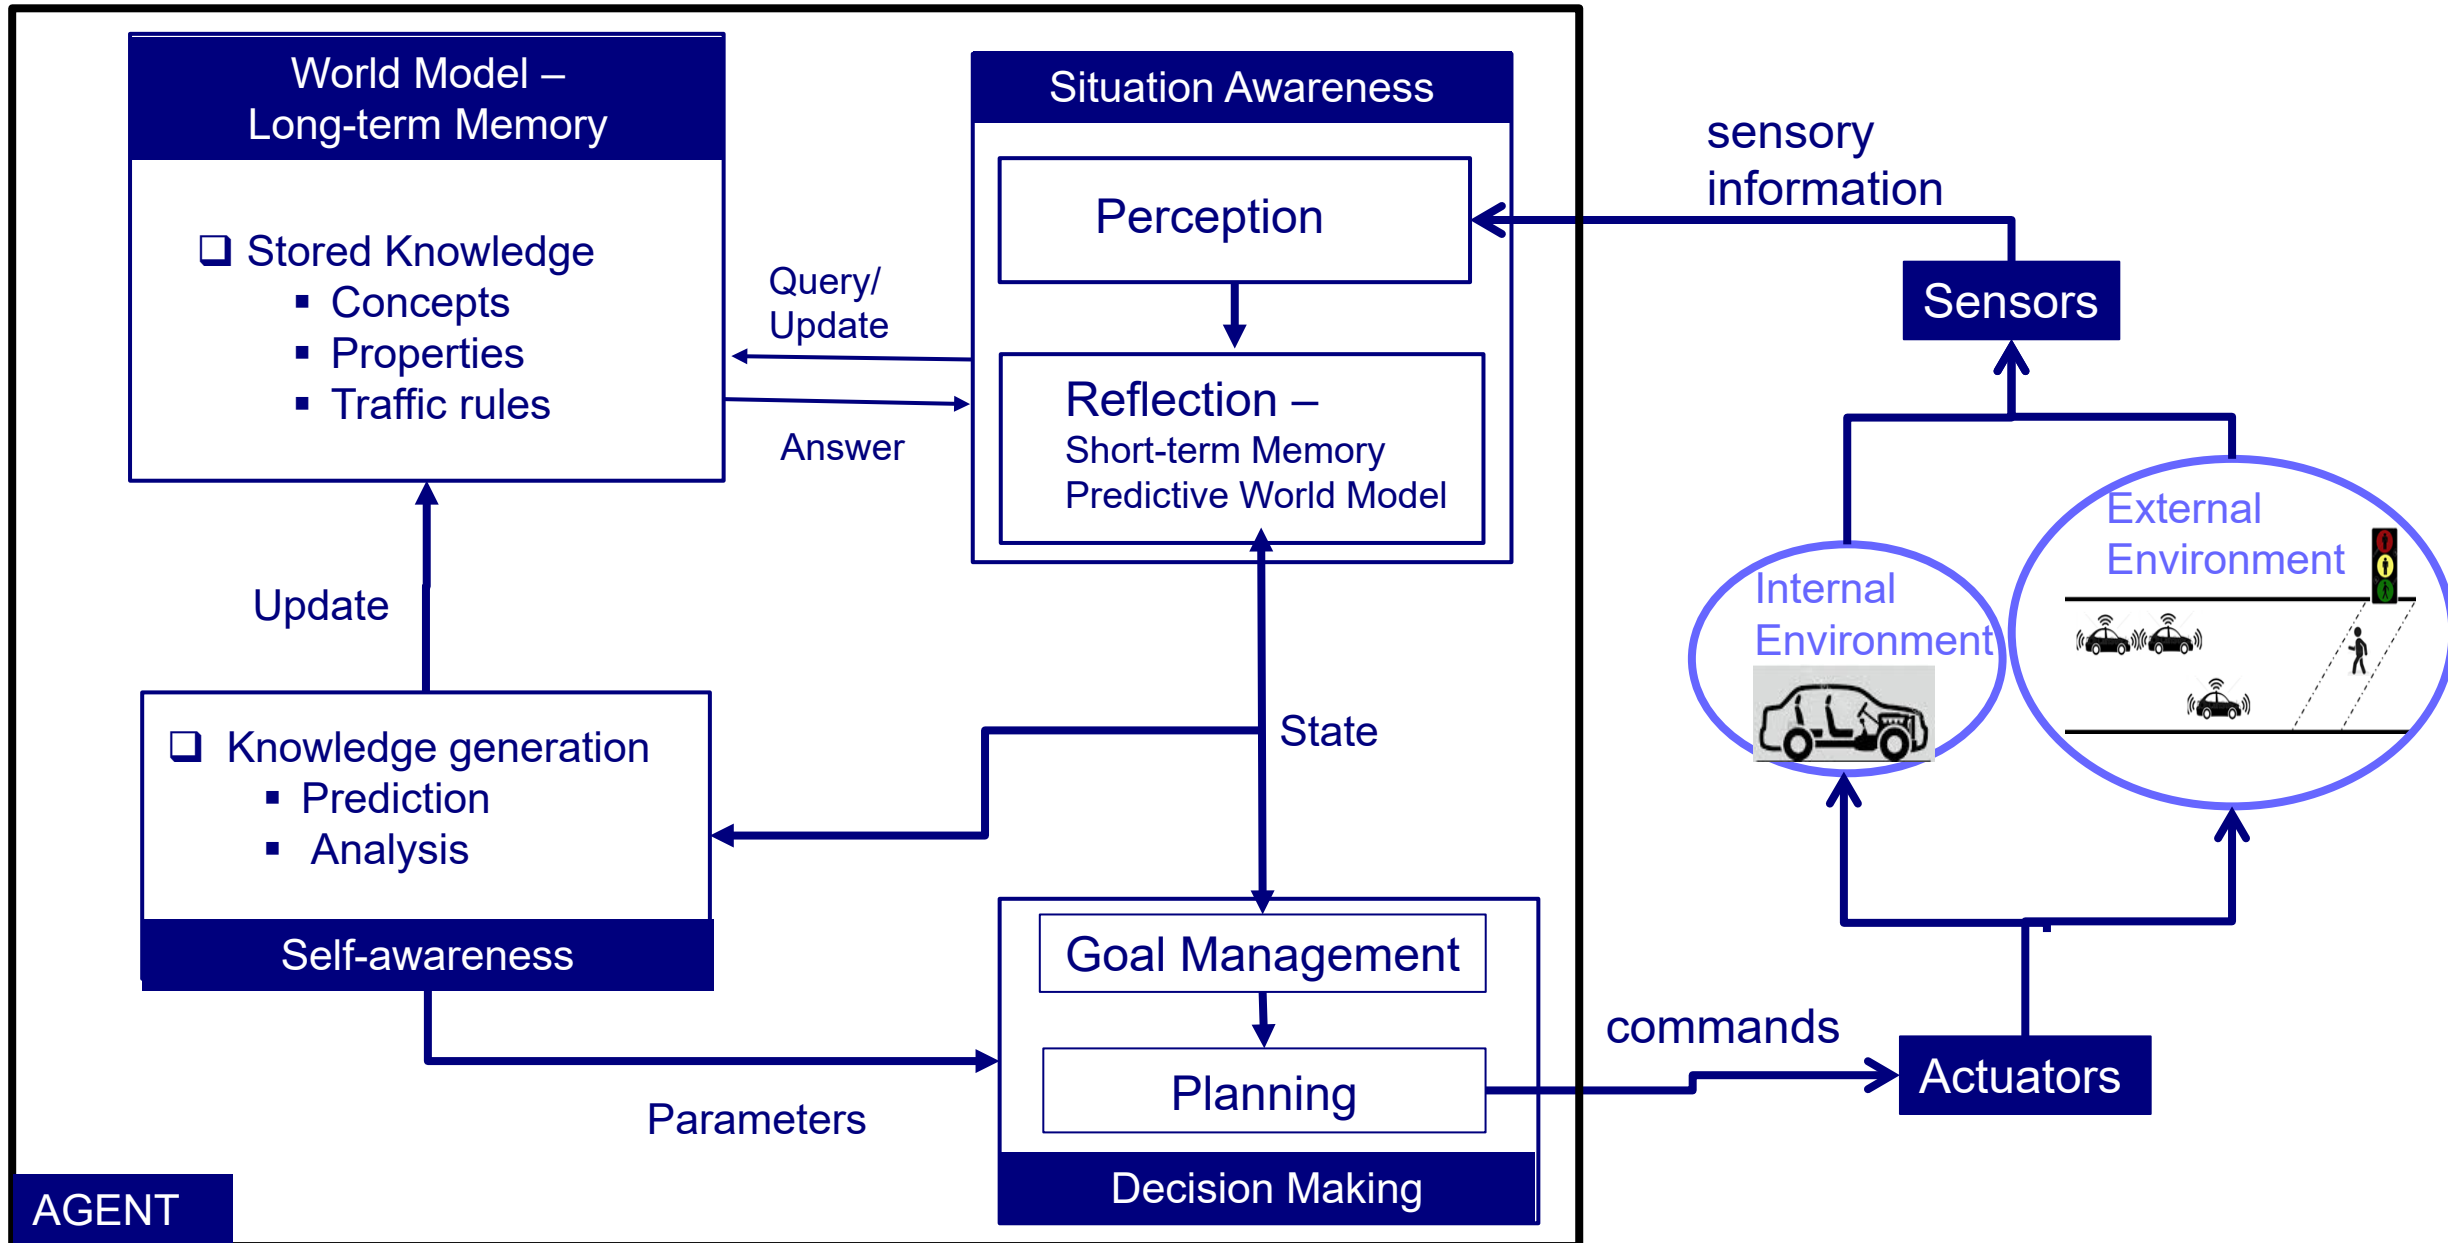 World Model –
Long-term Memory
❑ Stored Knowledge
▪ Concepts
▪ Properties
▪ Traffic rules
Query/
Update
Answer
Situation Awareness
Perception
Reflection –
Short-term Memory
Predictive World Model
sensory
information
Sensors
Internal
Environment
External
Environment
Update
State
❑ Knowledge generation
▪ Prediction
▪ Analysis
Self-awareness
Parameters
Goal Management
Planning
Decision Making
commands
Actuators
AGENT